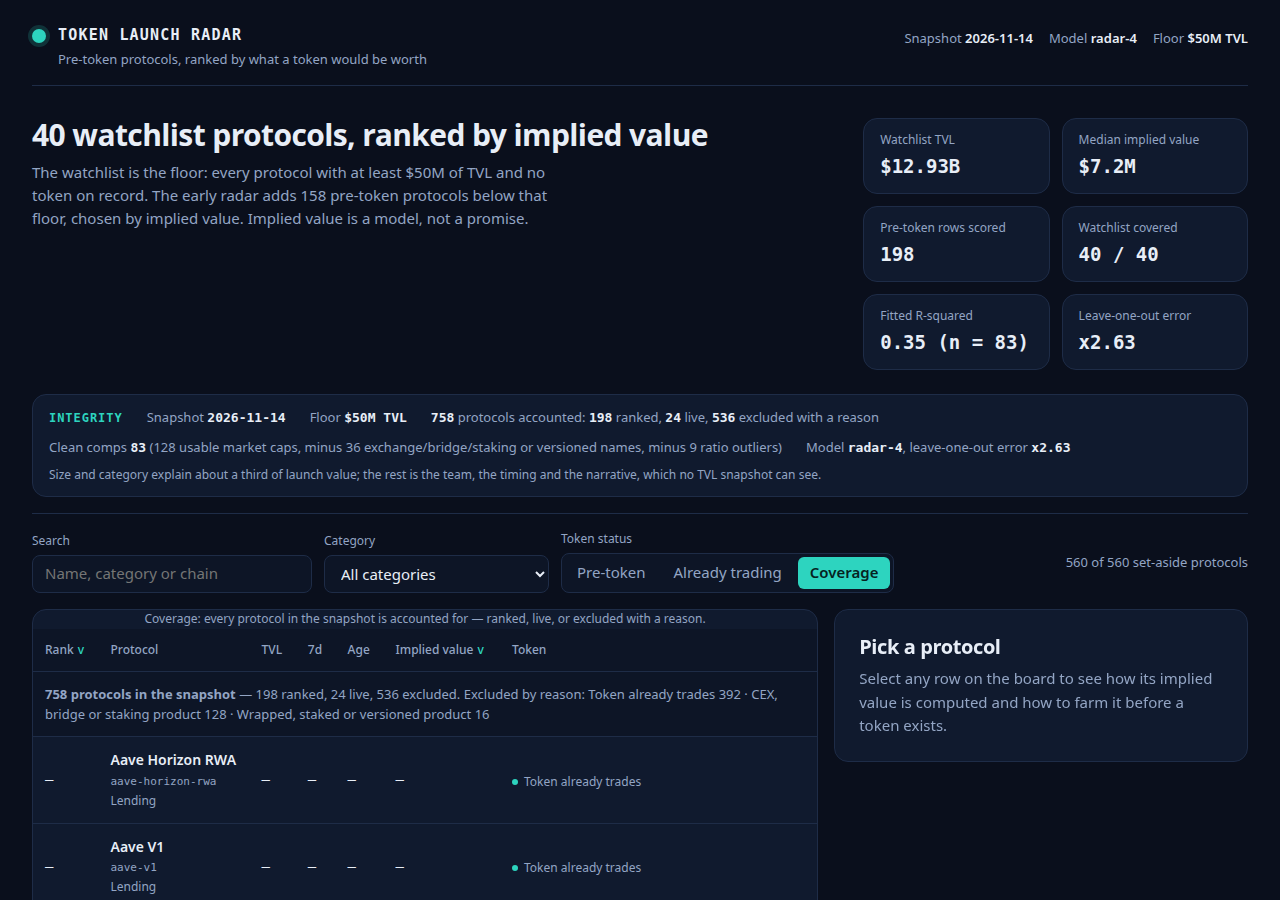 TOKEN LAUNCH RADAR
Pre-token protocols, ranked by what a token would be worth
Snapshot 2026-11-14 Model radar-4 Floor $50M TVL
40 watchlist protocols, ranked by implied value
The watchlist is the floor: every protocol with at least $50M of TVL and no
token on record. The early radar adds 158 pre-token protocols below that
floor, chosen by implied value. Implied value is a model, not a promise.
Watchlist TVL
$12.93B
Median implied value
$7.2M
Pre-token rows scored
198
Watchlist covered
40 / 40
Fitted R-squared
0.35 (n = 83)
Leave-one-out error
x2.63
INTEGRITY Snapshot 2026-11-14 Floor $50M TVL 758 protocols accounted: 198 ranked, 24 live, 536 excluded with a reason
Clean comps 83 (128 usable market caps, minus 36 exchange/bridge/staking or versioned names, minus 9 ratio outliers) Model radar-4, leave-one-out error x2.63
Size and category explain about a third of launch value; the rest is the team, the timing and the narrative, which no TVL snapshot can see.
Search
Name, category or chain
Category
All categories
Token status
Pre-token Already trading Coverage
560 of 560 set-aside protocols
Coverage: every protocol in the snapshot is accounted for — ranked, live, or excluded with a reason.
Rank v Protocol TVL 7d Age Implied value v Token
758 protocols in the snapshot — 198 ranked, 24 live, 536 excluded. Excluded by reason: Token already trades 392 · CEX,
bridge or staking product 128 · Wrapped, staked or versioned product 16
Aave Horizon RWA
aave-horizon-rwa
Lending
— — — — — Token already trades
Aave V1
aave-v1
Lending
— — — — — Token already trades
Pick a protocol
Select any row on the board to see how its implied
value is computed and how to farm it before a
token exists.